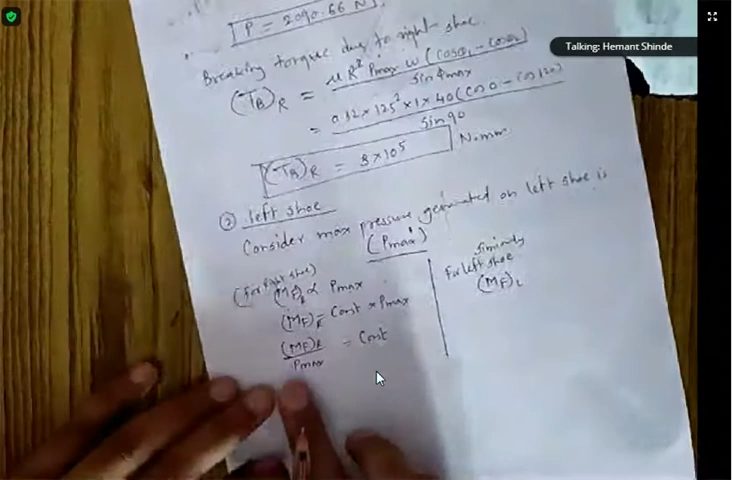 P = 2090.66 N.
Talking: Hemant Shinde
Breaking torque due to right shoe.
(TB)R = μ R² Pmax w (cosθ1 - cosθ2) / sin ϕmax
= 0.32 × 125² × 1 × 40 (cos 0 - cos 120) / sin 90
(TB)R = 3 × 10⁵ N.mm
② left shoe
Consider max pressure generated on left shoe is
(Pmax')
(for right shoe)
(MF)R ∝ Pmax
(MF)R = Const × Pmax
(MF)R / Pmax = Const
Similarly
For left shoe
(MF)L